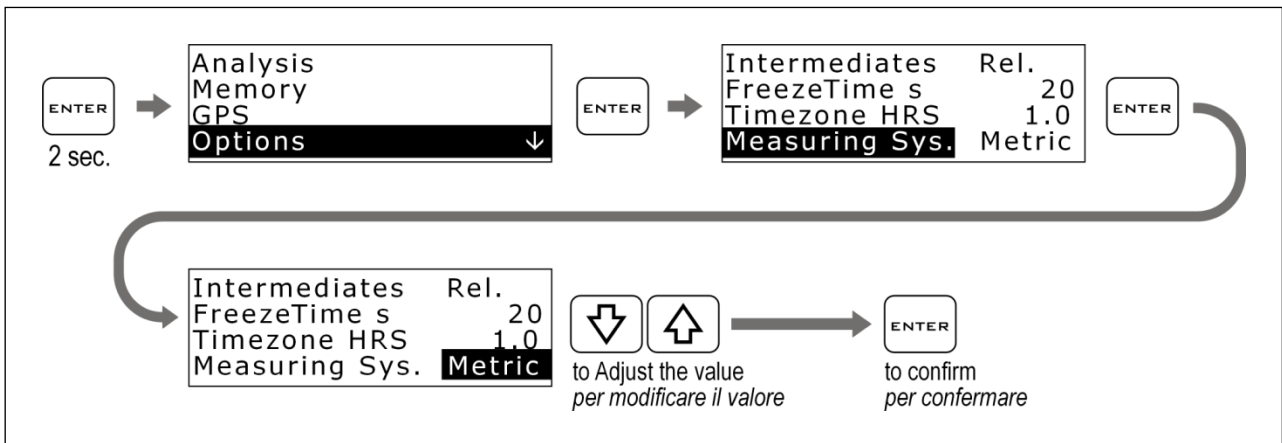 ENTER
2 sec.
Analysis
Memory
GPS
Options ↓
ENTER
Intermediates Rel.
FreezeTime s 20
Timezone HRS 1.0
Measuring Sys. Metric
ENTER
Intermediates Rel.
FreezeTime s 20
Timezone HRS 1.0
Measuring Sys. Metric
to Adjust the value
per modificare il valore
ENTER
to confirm
per confermare